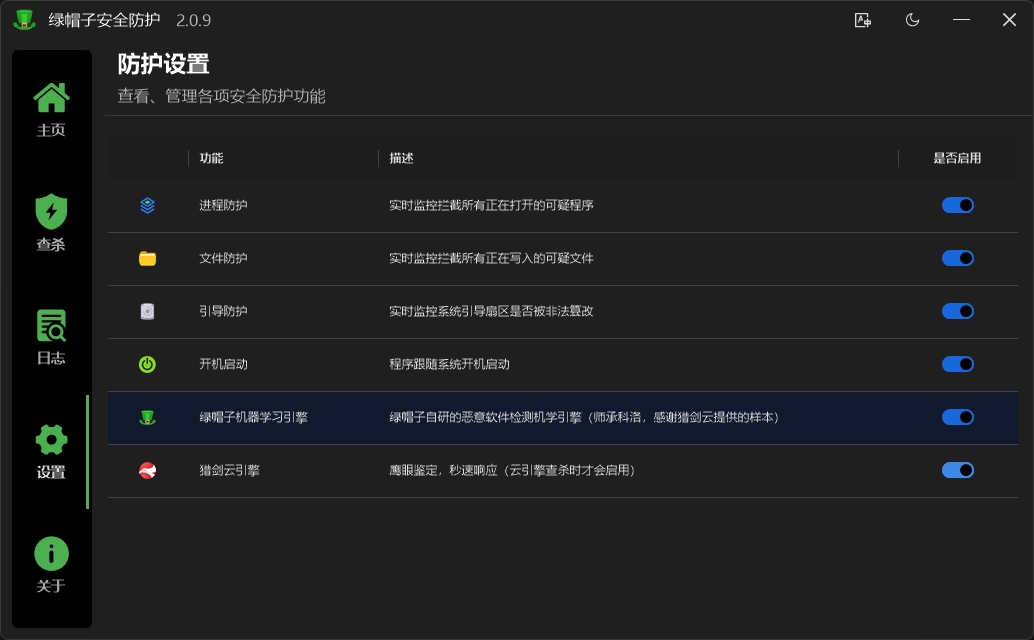 绿帽子安全防护 2.0.9
防护设置
查看、管理各项安全防护功能
主页
查杀
日志
设置
关于
功能 描述 是否启用
进程防护 实时监控拦截所有正在打开的可疑程序
文件防护 实时监控拦截所有正在写入的可疑文件
引导防护 实时监控系统引导扇区是否被非法篡改
开机启动 程序跟随系统开机启动
绿帽子机器学习引擎 绿帽子自研的恶意软件检测机学引擎（师承科洛，感谢猎剑云提供的样本）
猎剑云引擎 鹰眼鉴定，秒速响应（云引擎查杀时才会启用）